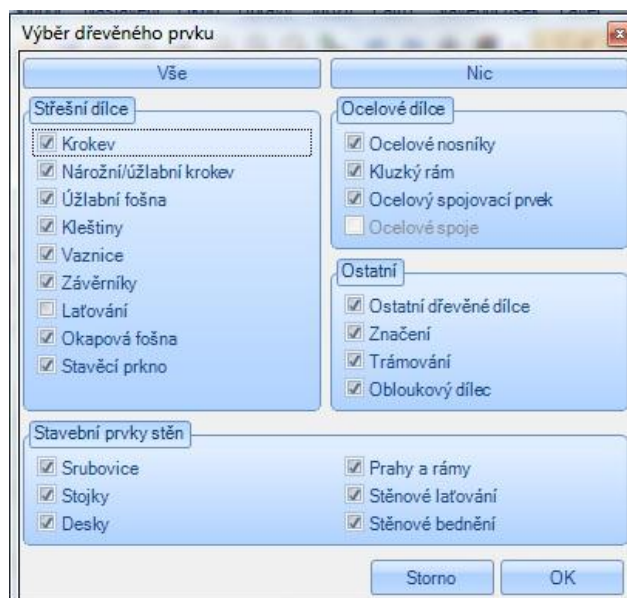 Výběr dřevěného prvku
Vše
Nic
Střešní dílce
Krokev
Nárožní/úžlabní krokev
Úžlabní fošna
Kleštiny
Vaznice
Závěrníky
Laťování
Okapová fošna
Stavěcí prkno
Ocelové dílce
Ocelové nosníky
Kluzký rám
Ocelový spojovací prvek
Ocelové spoje
Ostatní
Ostatní dřevěné dílce
Značení
Trámování
Obloukový dílec
Stavební prvky stěn
Srubovice
Stojky
Desky
Prahy a rámy
Stěnové laťování
Stěnové bednění
Storno
OK